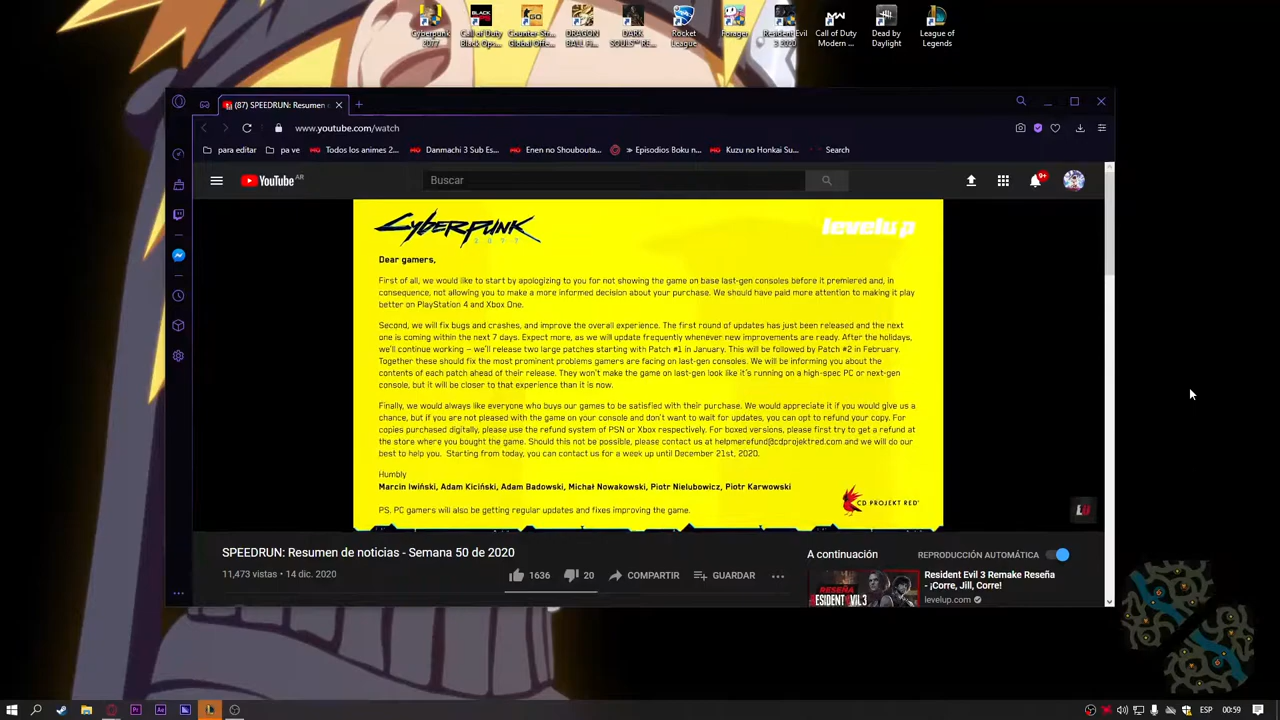 Cyberpunk 2077
Call of Duty Black Ops...
Counter-Str... Global Offe...
DRAGON BALL Fi...
DARK SOULS™ RE...
Rocket League
Forager
Resident Evil 3 2020
Call of Duty Modern ...
Dead by Daylight
League of Legends
(87) SPEEDRUN: Resumen
www.youtube.com/watch
para editar
pa ve
Todos los animes 2...
Danmachi 3 Sub Es...
Enen no Shoubouta...
» Episodios Boku n...
Kuzu no Honkai Su...
Search
YouTube AR
Buscar
9+
CYBERPUNK
2077
levelup
Dear gamers,
First of all, we would like to start by apologizing to you for not showing the game on base last-gen consoles before it premiered and, in
consequence, not allowing you to make a more informed decision about your purchase. We should have paid more attention to making it play
better on PlayStation 4 and Xbox One.
Second, we will fix bugs and crashes, and improve the overall experience. The first round of updates has just been released and the next
one is coming within the next 7 days. Expect more, as we will update frequently whenever new improvements are ready. After the holidays,
we'll continue working – we'll release two large patches starting with Patch #1 in January. This will be followed by Patch #2 in February.
Together these should fix the most prominent problems gamers are facing on last-gen consoles. We will be informing you about the
contents of each patch ahead of their release. They won't make the game on last-gen look like it's running on a high-spec PC or next-gen
console, but it will be closer to that experience than it is now.
Finally, we would always like everyone who buys our games to be satisfied with their purchase. We would appreciate it if you would give us a
chance, but if you are not pleased with the game on your console and don't want to wait for updates, you can opt to refund your copy. For
copies purchased digitally, please use the refund system of PSN or Xbox respectively. For boxed versions, please first try to get a refund at
the store where you bought the game. Should this not be possible, please contact us at helpmerefund@cdprojektred.com and we will do our
best to help you. Starting from today, you can contact us for a week up until December 21st, 2020.
Humbly
Marcin Iwiński, Adam Kiciński, Adam Badowski, Michał Nowakowski, Piotr Nielubowicz, Piotr Karwowski
CD PROJEKT RED
PS. PC gamers will also be getting regular updates and fixes improving the game.
SPEEDRUN: Resumen de noticias - Semana 50 de 2020
11,473 vistas • 14 dic. 2020
1636
20
COMPARTIR
GUARDAR
A continuación
REPRODUCCIÓN AUTOMÁTICA
RESEÑA
RESIDENT EVIL 3
Resident Evil 3 Remake Reseña
- ¡Corre, Jill, Corre!
levelup.com
ESP
00:59